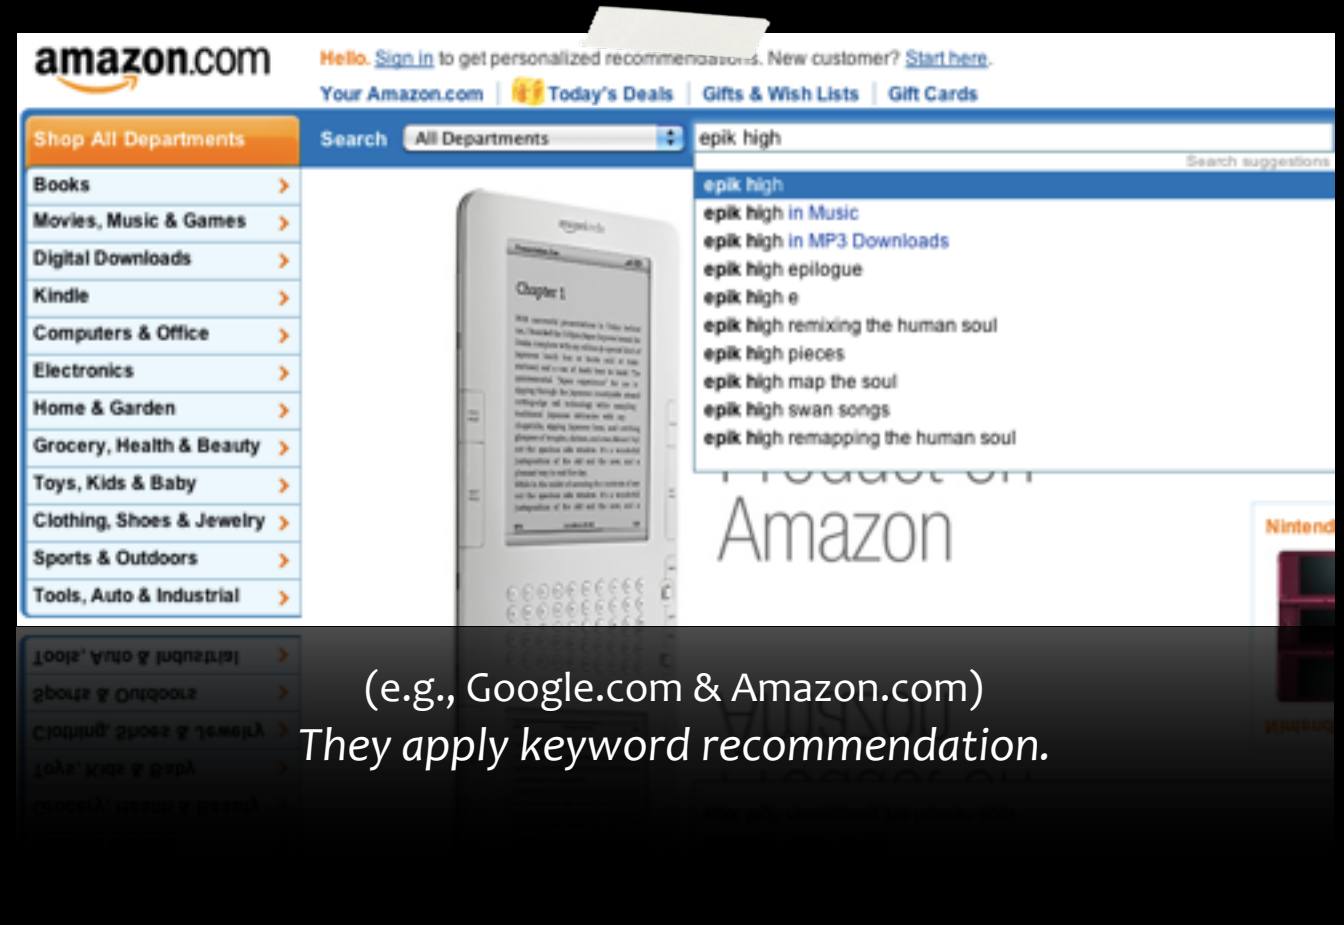 amazon.com
Hello. Sign in to get personalized recommendations. New customer? Start here.
Your Amazon.com
Today's Deals
Gifts & Wish Lists
Gift Cards
Shop All Departments
Search
All Departments
epik high
Search suggestions
Books
Movies, Music & Games
Digital Downloads
Kindle
Computers & Office
Electronics
Home & Garden
Grocery, Health & Beauty
Toys, Kids & Baby
Clothing, Shoes & Jewelry
Sports & Outdoors
Tools, Auto & Industrial
epik high
epik high in Music
epik high in MP3 Downloads
epik high epilogue
epik high e
epik high remixing the human soul
epik high pieces
epik high map the soul
epik high swan songs
epik high remapping the human soul
amazonkindle
Chapter 1
Product on
Amazon
Nintend
(e.g., Google.com & Amazon.com)
They apply keyword recommendation.